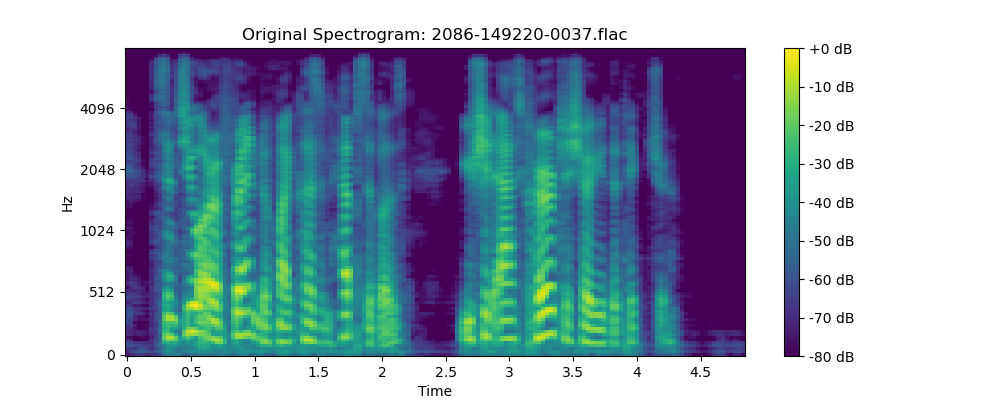 Original Spectrogram: 2086-149220-0037.flac
Hz
4096
2048
1024
512
0
0 0.5 1 1.5 2 2.5 3 3.5 4 4.5
Time
+0 dB
-10 dB
-20 dB
-30 dB
-40 dB
-50 dB
-60 dB
-70 dB
-80 dB